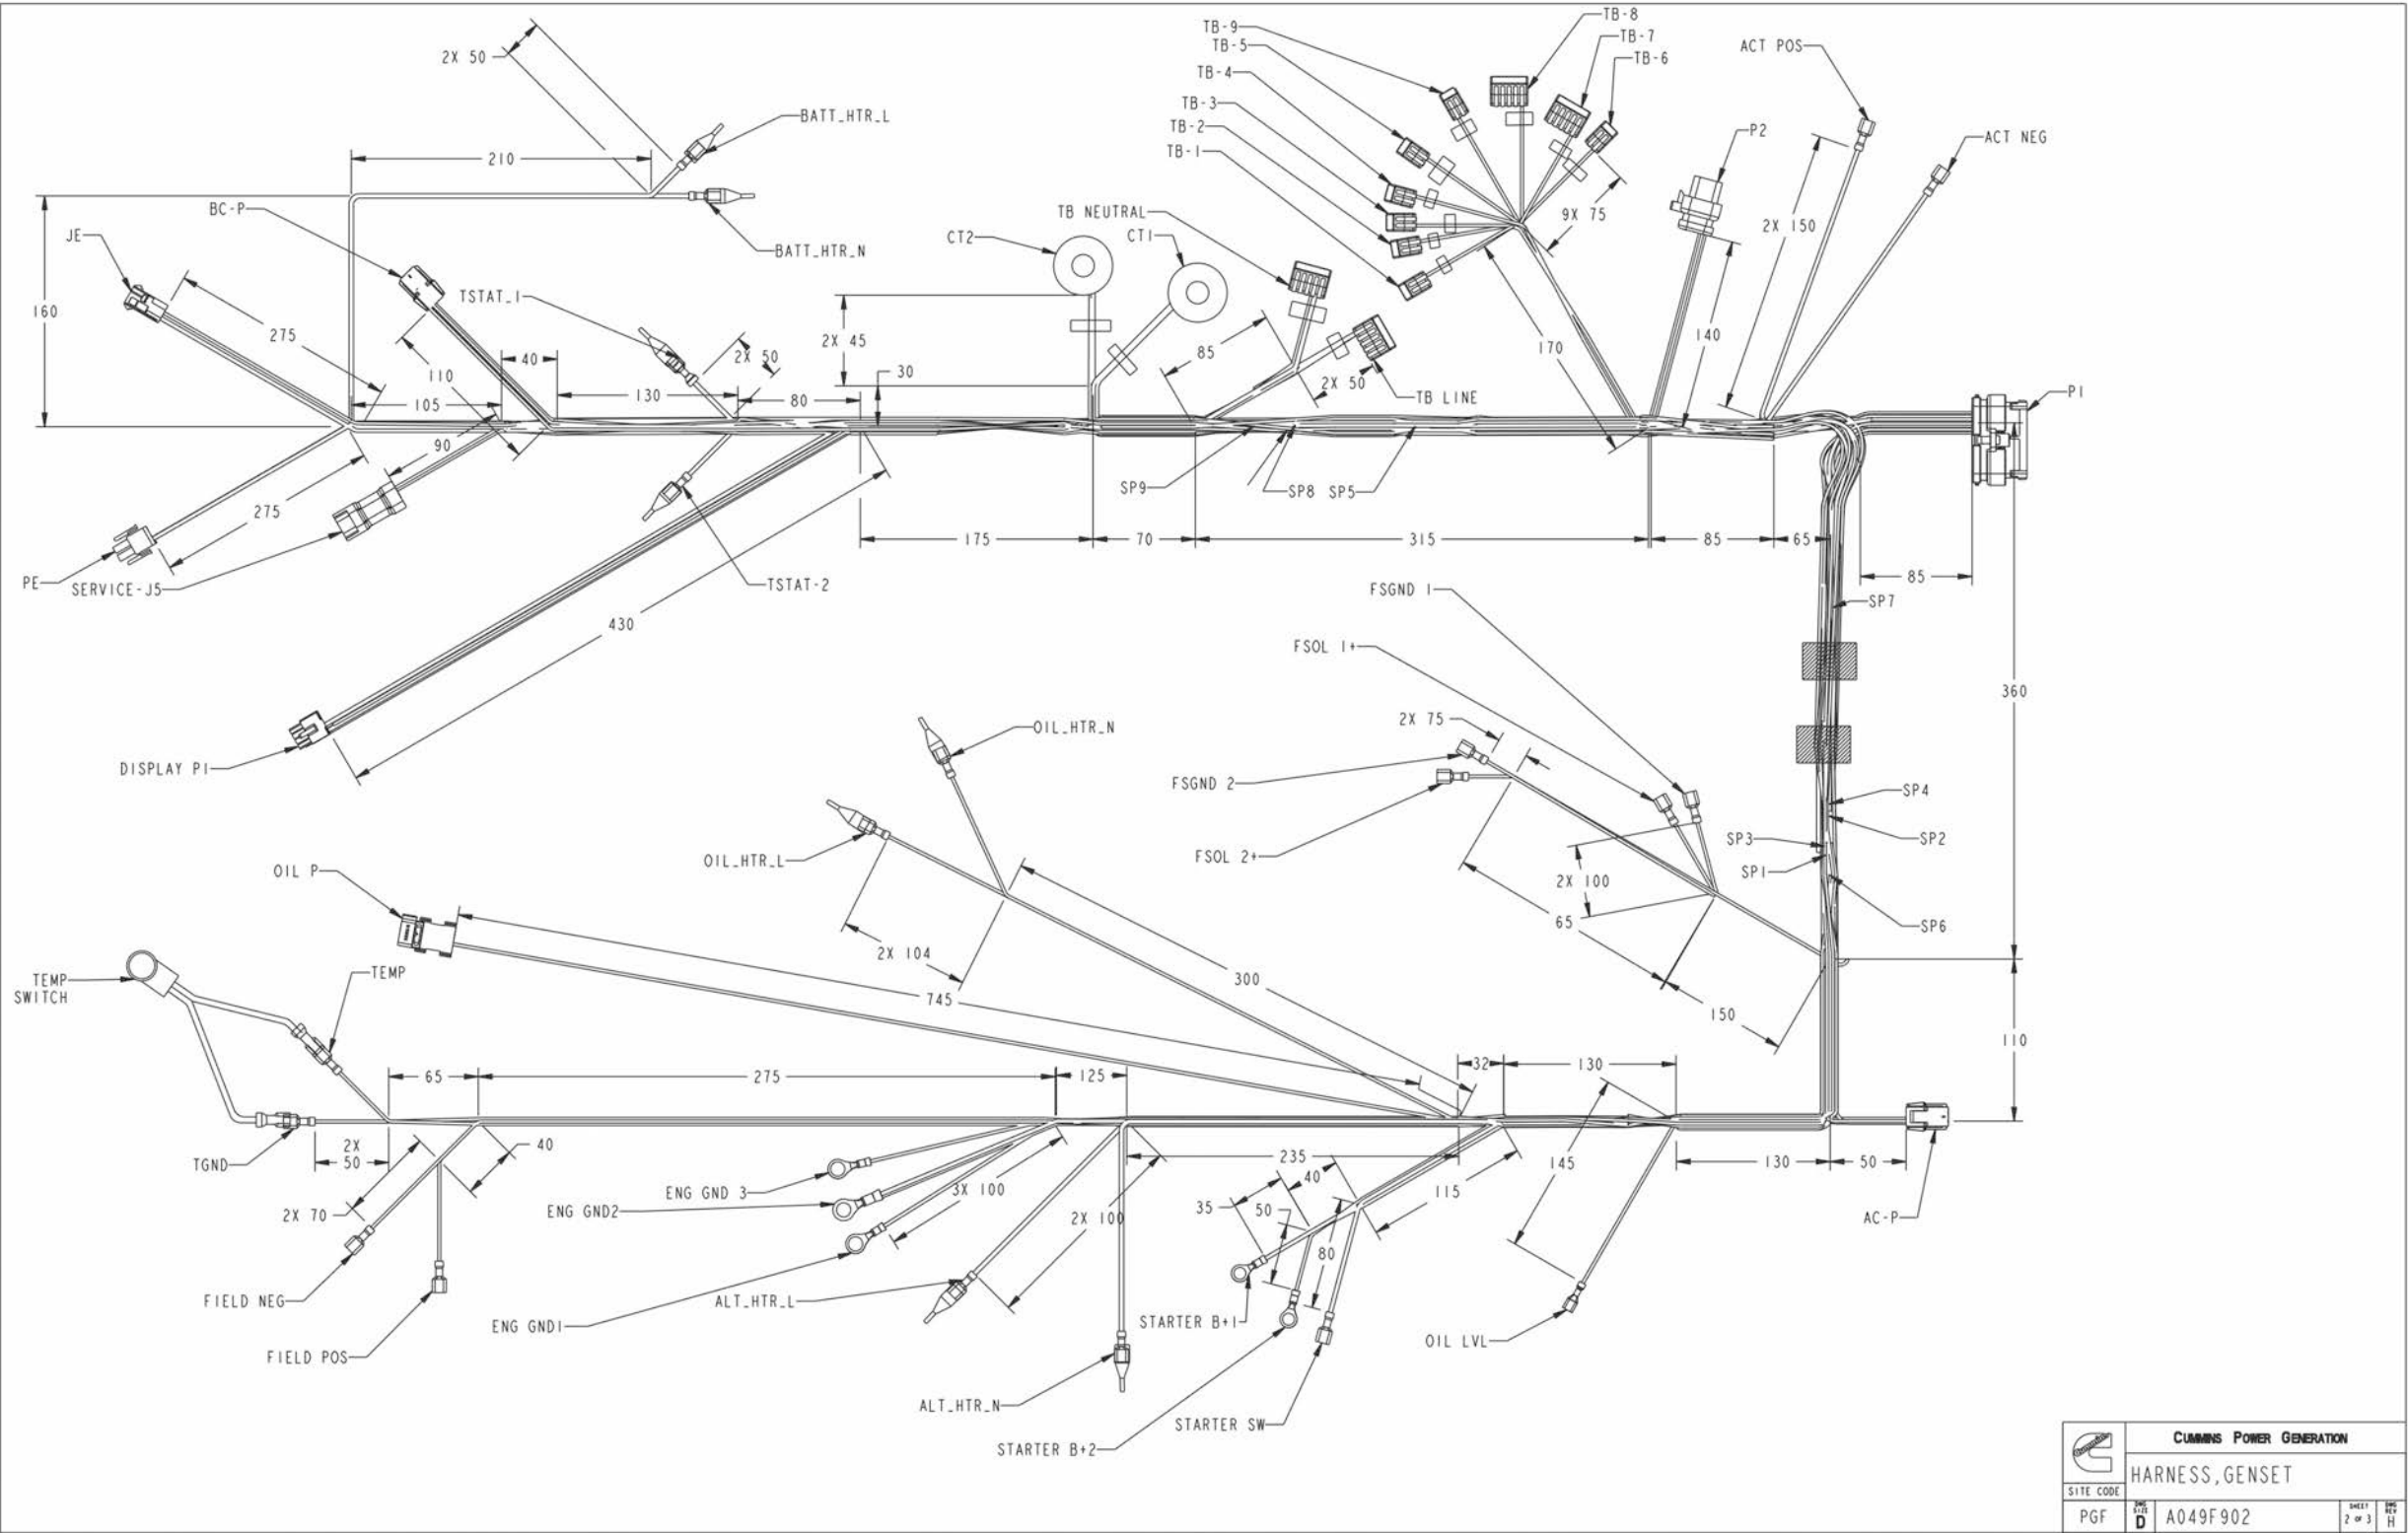 TB-9
TB-5
TB-4
TB-3
TB-2
TB-1
TB-8
TB-7
TB-6
ACT POS
ACT NEG
P2
P1
2X 50
BATT_HTR_L
210
BATT_HTR_N
BC-P
JE
160
275
TSTAT_1
2X 50
40
110
105
130
80
90
275
PE
SERVICE-J5
CT2
CT1
TB NEUTRAL
2X 45
30
85
2X 50
TB LINE
9X 75
170
140
2X 150
SP9
SP8
SP5
175
70
315
85
65
85
TSTAT-2
430
DISPLAY P1
SP7
360
FSGND 1
FSOL 1+
2X 75
FSGND 2
FSOL 2+
2X 100
65
150
SP4
SP2
SP3
SP1
SP6
110
OIL_HTR_N
OIL_HTR_L
OIL P
2X 104
300
745
TEMP
SWITCH
TEMP
65
275
125
32
130
TGND
2X
50
40
2X 70
FIELD NEG
FIELD POS
ENG GND 3
ENG GND2
ENG GND1
3X 100
2X 100
ALT_HTR_L
ALT_HTR_N
235
40
35
50
80
115
145
130
50
AC-P
STARTER B+1
STARTER B+2
STARTER SW
OIL LVL
CUMMINS POWER GENERATION
HARNESS,GENSET
SITE CODE
PGF
DWG SIZE
D
A049F902
SHEET
2 OF 3
DWG REV
H